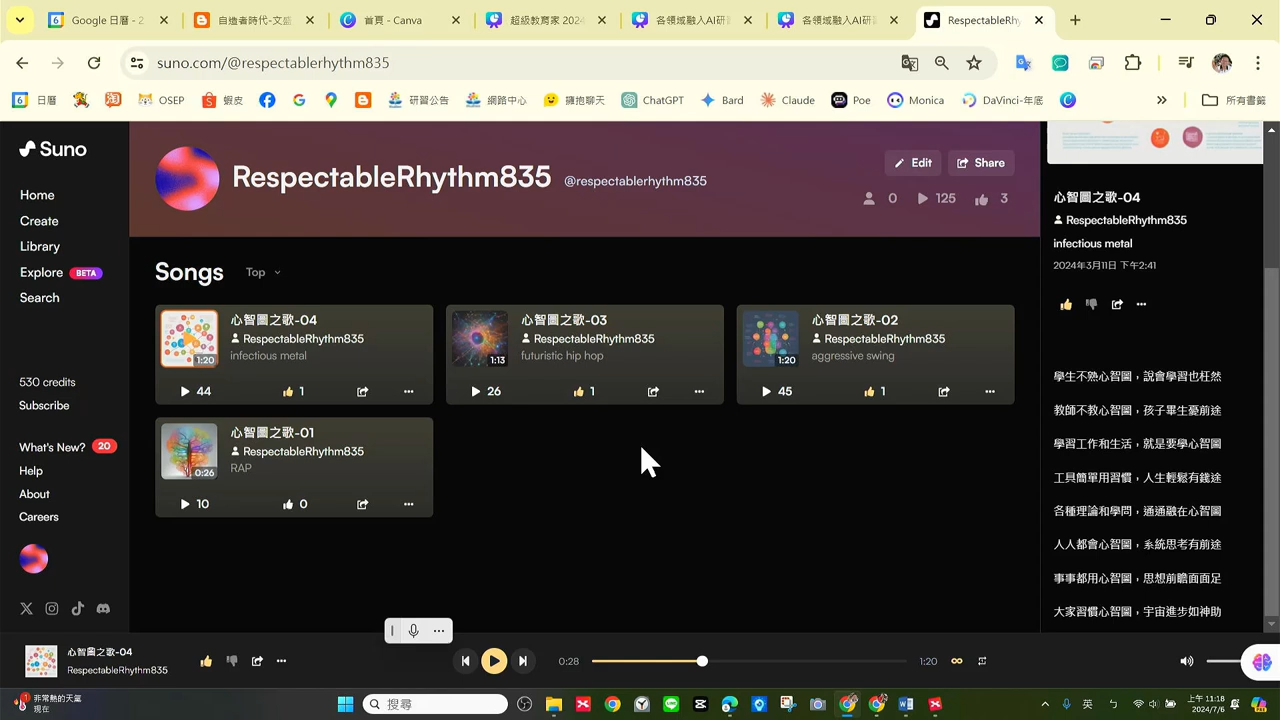 Google 日曆 - 2
自造者時代-文盛
首頁 - Canva
超級教育家 2024
各領域融入AI研
各領域融入AI研
RespectableRhy
suno.com/@respectablerhythm835
日曆
OSEP
蝦皮
研習公告
網路中心
擁抱聊天
ChatGPT
Bard
Claude
Poe
Monica
DaVinci-年底
所有書籤
Suno
Home
Create
Library
Explore BETA
Search
530 credits
Subscribe
What's New? 20
Help
About
Careers
RespectableRhythm835 @respectablerhythm835
Edit
Share
0 125 3
Songs Top
心智圖之歌-04
RespectableRhythm835
infectious metal
1:20
44 1
心智圖之歌-03
RespectableRhythm835
futuristic hip hop
1:13
26 1
心智圖之歌-02
RespectableRhythm835
aggressive swing
1:20
45 1
心智圖之歌-01
RespectableRhythm835
RAP
0:26
10 0
心智圖之歌-04
RespectableRhythm835
infectious metal
2024年3月11日 下午2:41
學生不熟心智圖，說會學習也枉然
教師不教心智圖，孩子畢生憂前途
學習工作和生活，就是要學心智圖
工具簡單用習慣，人生輕鬆有錢途
各種理論和學問，通通融在心智圖
人人都會心智圖，系統思考有前途
事事都用心智圖，思想前瞻面面足
大家習慣心智圖，宇宙進步如神助
心智圖之歌-04
RespectableRhythm835
0:28
1:20
非常熱的天氣
現在
搜尋
英
上午 11:18
2024/7/6